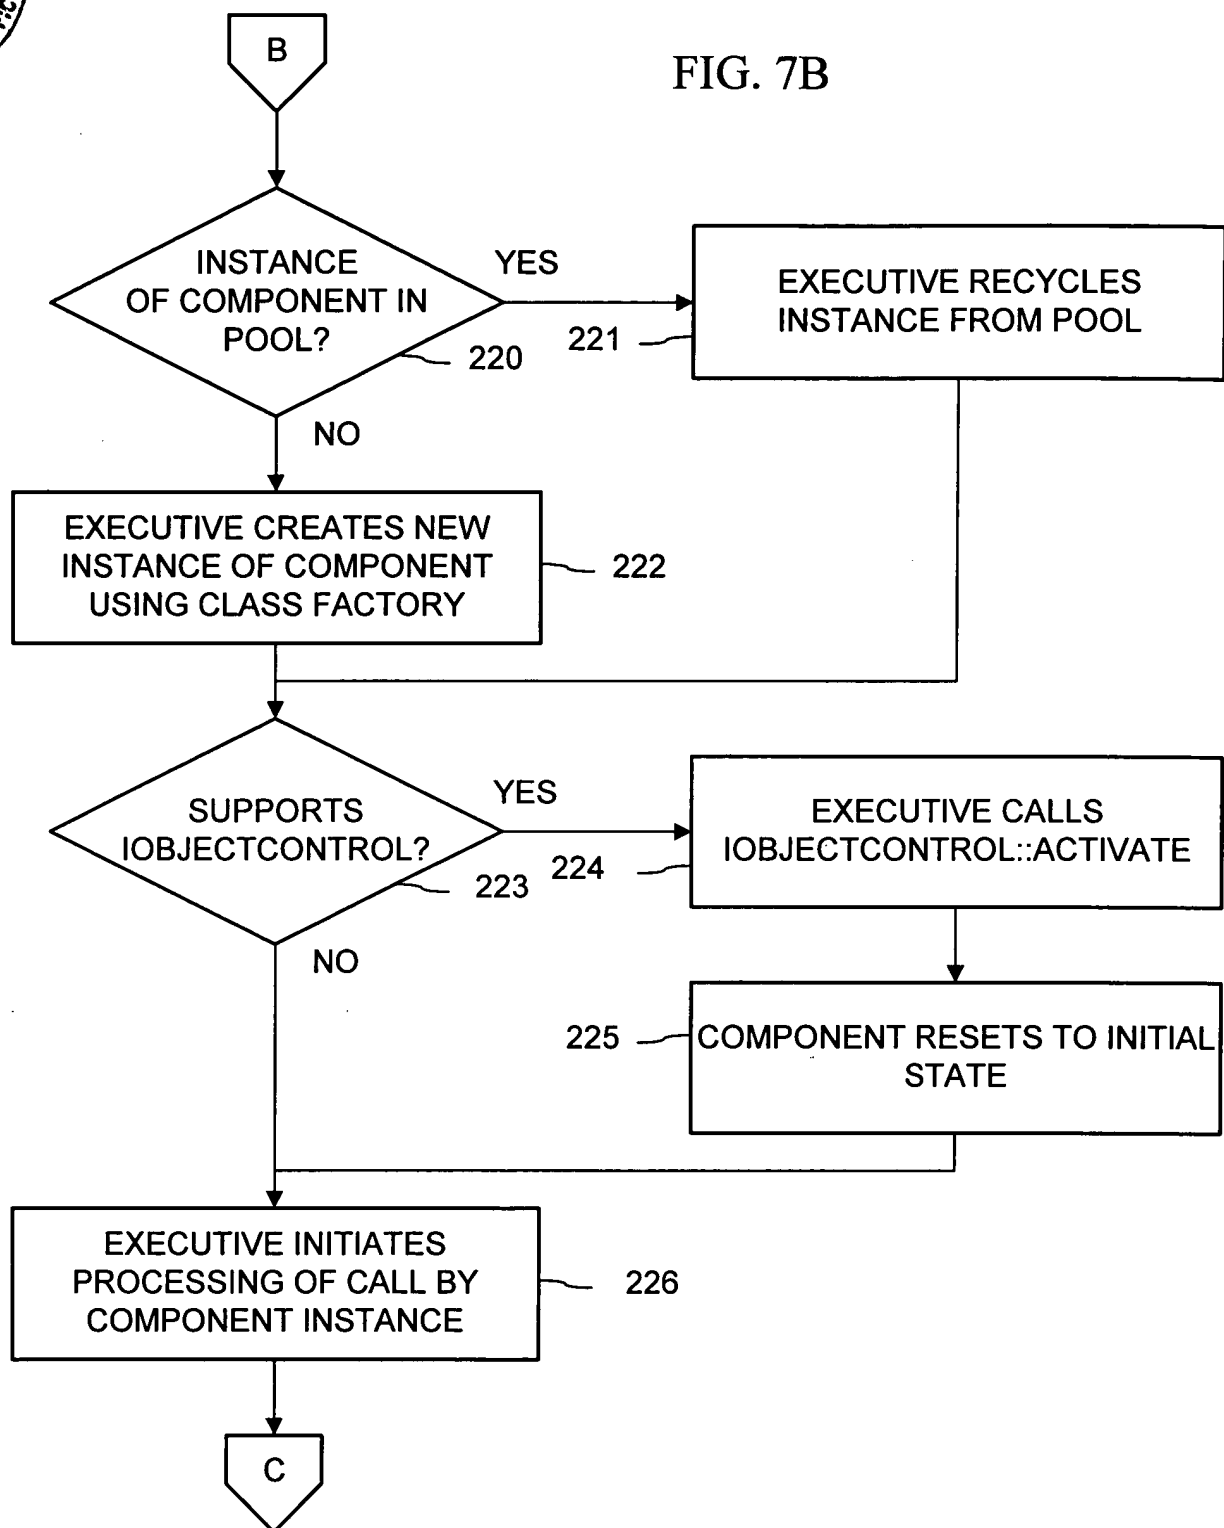 B
FIG. 7B
INSTANCE
OF COMPONENT IN
POOL?
220
YES
221
EXECUTIVE RECYCLES
INSTANCE FROM POOL
NO
EXECUTIVE CREATES NEW
INSTANCE OF COMPONENT
USING CLASS FACTORY
222
SUPPORTS
IOBJECTCONTROL?
223
YES
224
EXECUTIVE CALLS
IOBJECTCONTROL::ACTIVATE
NO
225
COMPONENT RESETS TO INITIAL
STATE
EXECUTIVE INITIATES
PROCESSING OF CALL BY
COMPONENT INSTANCE
226
C